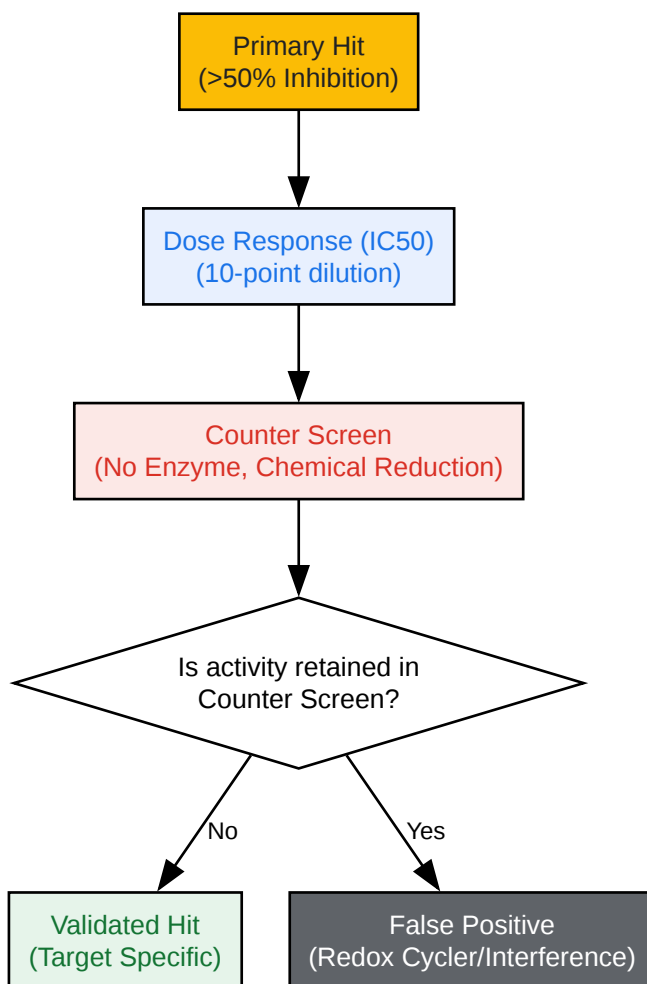 Primary Hit
(>50% Inhibition)
Dose Response (IC50)
(10-point dilution)
Counter Screen
(No Enzyme, Chemical Reduction)
Is activity retained in
Counter Screen?
No
Yes
Validated Hit
(Target Specific)
False Positive
(Redox Cycler/Interference)